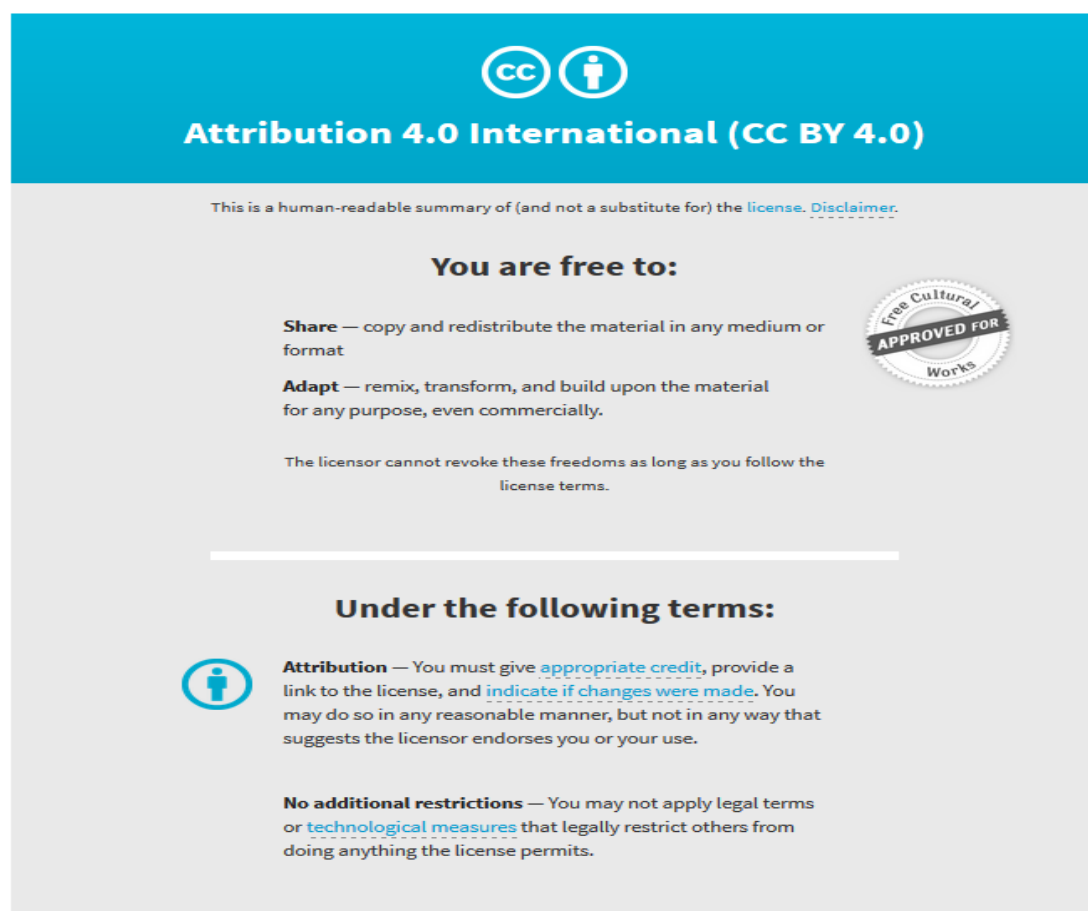 cc
Attribution 4.0 International (CC BY 4.0)
This is a human-readable summary of (and not a substitute for) the license. Disclaimer.
You are free to:
Share — copy and redistribute the material in any medium or
format
Adapt — remix, transform, and build upon the material
for any purpose, even commercially.
Free Cultural
APPROVED FOR
Works
The licensor cannot revoke these freedoms as long as you follow the
license terms.
Under the following terms:
Attribution — You must give appropriate credit, provide a
link to the license, and indicate if changes were made. You
may do so in any reasonable manner, but not in any way that
suggests the licensor endorses you or your use.
No additional restrictions — You may not apply legal terms
or technological measures that legally restrict others from
doing anything the license permits.